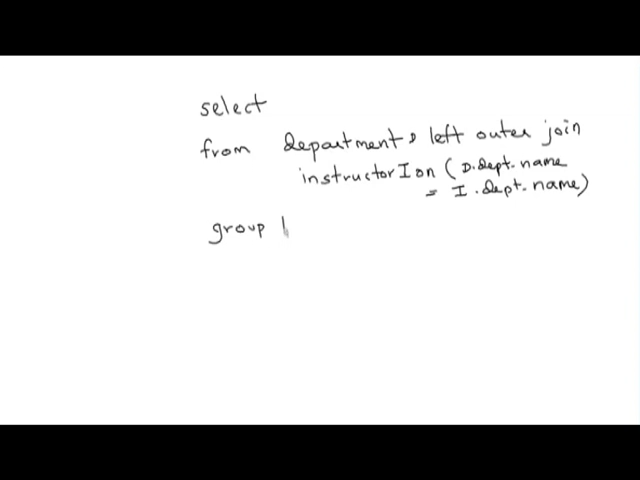 select
from department D left outer join
instructor I on (D.dept-name
= I.dept-name)
group